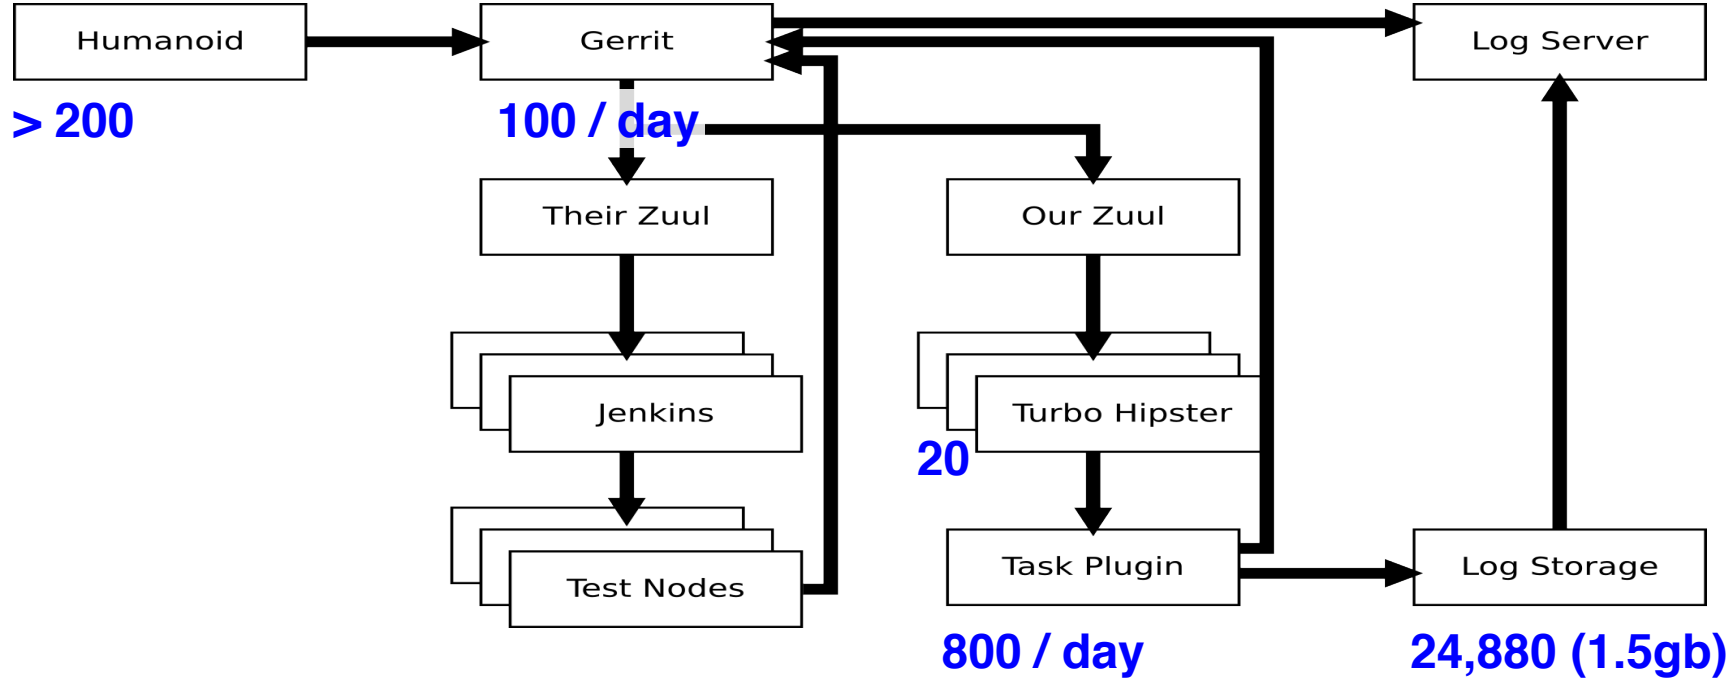 Humanoid
Gerrit
Log Server
> 200
100 / day
Their Zuul
Our Zuul
Jenkins
Turbo Hipster
20
Test Nodes
Task Plugin
Log Storage
800 / day
24,880 (1.5gb)